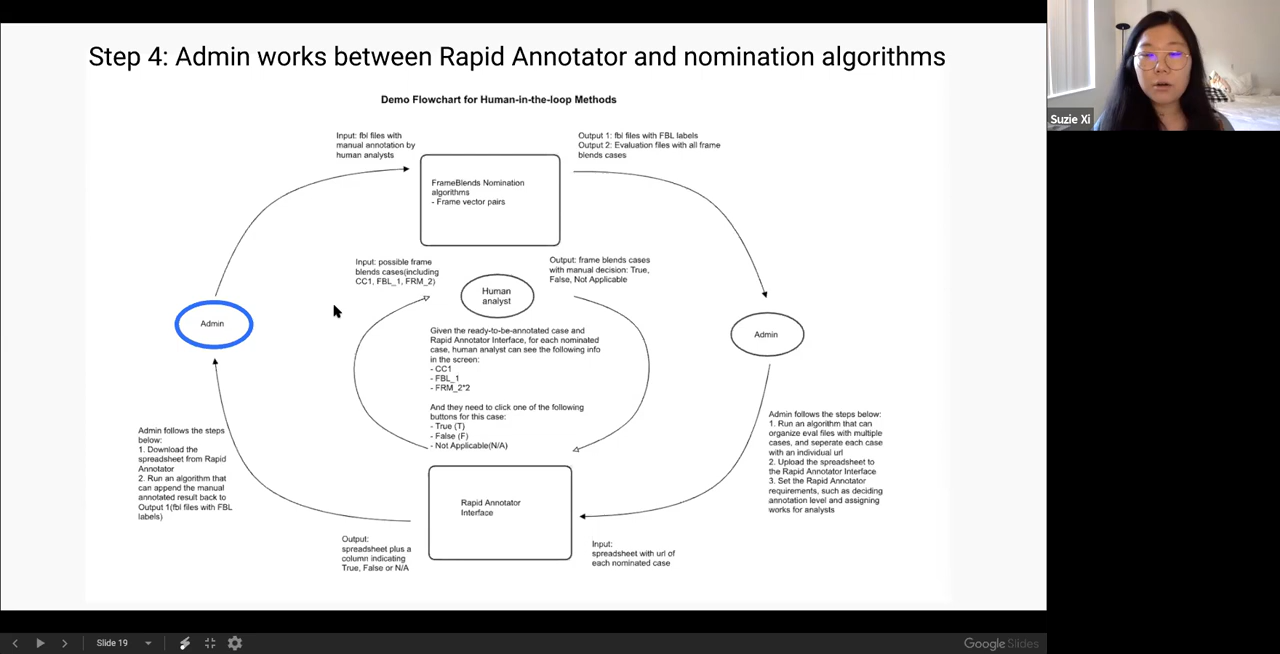 Step 4: Admin works between Rapid Annotator and nomination algorithms
Demo Flowchart for Human-in-the-loop Methods
Input: fbl files with
manual annotation by
human analysts
Output 1: fbl files with FBL labels
Output 2: Evaluation files with all frame
blends cases
FrameBlends Nomination
algorithms
- Frame vector pairs
Input: possible frame
blends cases(including
CC1, FBL_1, FRM_2)
Output: frame blends cases
with manual decision: True,
False, Not Applicable
Human
analyst
Admin
Admin
Given the ready-to-be-annotated case and
Rapid Annotator Interface, for each nominated
case, human analyst can see the following info
in the screen:
- CC1
- FBL_1
- FRM_2*2
And they need to click one of the following
buttons for this case:
- True (T)
- False (F)
- Not Applicable(N/A)
Admin follows the steps
below:
1. Download the
spreadsheet from Rapid
Annotator
2. Run an algorithm that
can append the manual
annotated result back to
Output 1(fbl files with FBL
labels)
Admin follows the steps below:
1. Run an algorithm that can
organize eval files with multiple
cases, and seperate each case
with an individual url
2. Upload the spreadsheet to
the Rapid Annotator Interface
3. Set the Rapid Annotator
requirements, such as deciding
annotation level and assigning
works for analysts
Rapid Annotator
Interface
Output:
spreadsheet plus a
column indicating
True, False or N/A
Input:
spreadsheet with url of
each nominated case
Suzie Xi
Slide 19
Google Slides